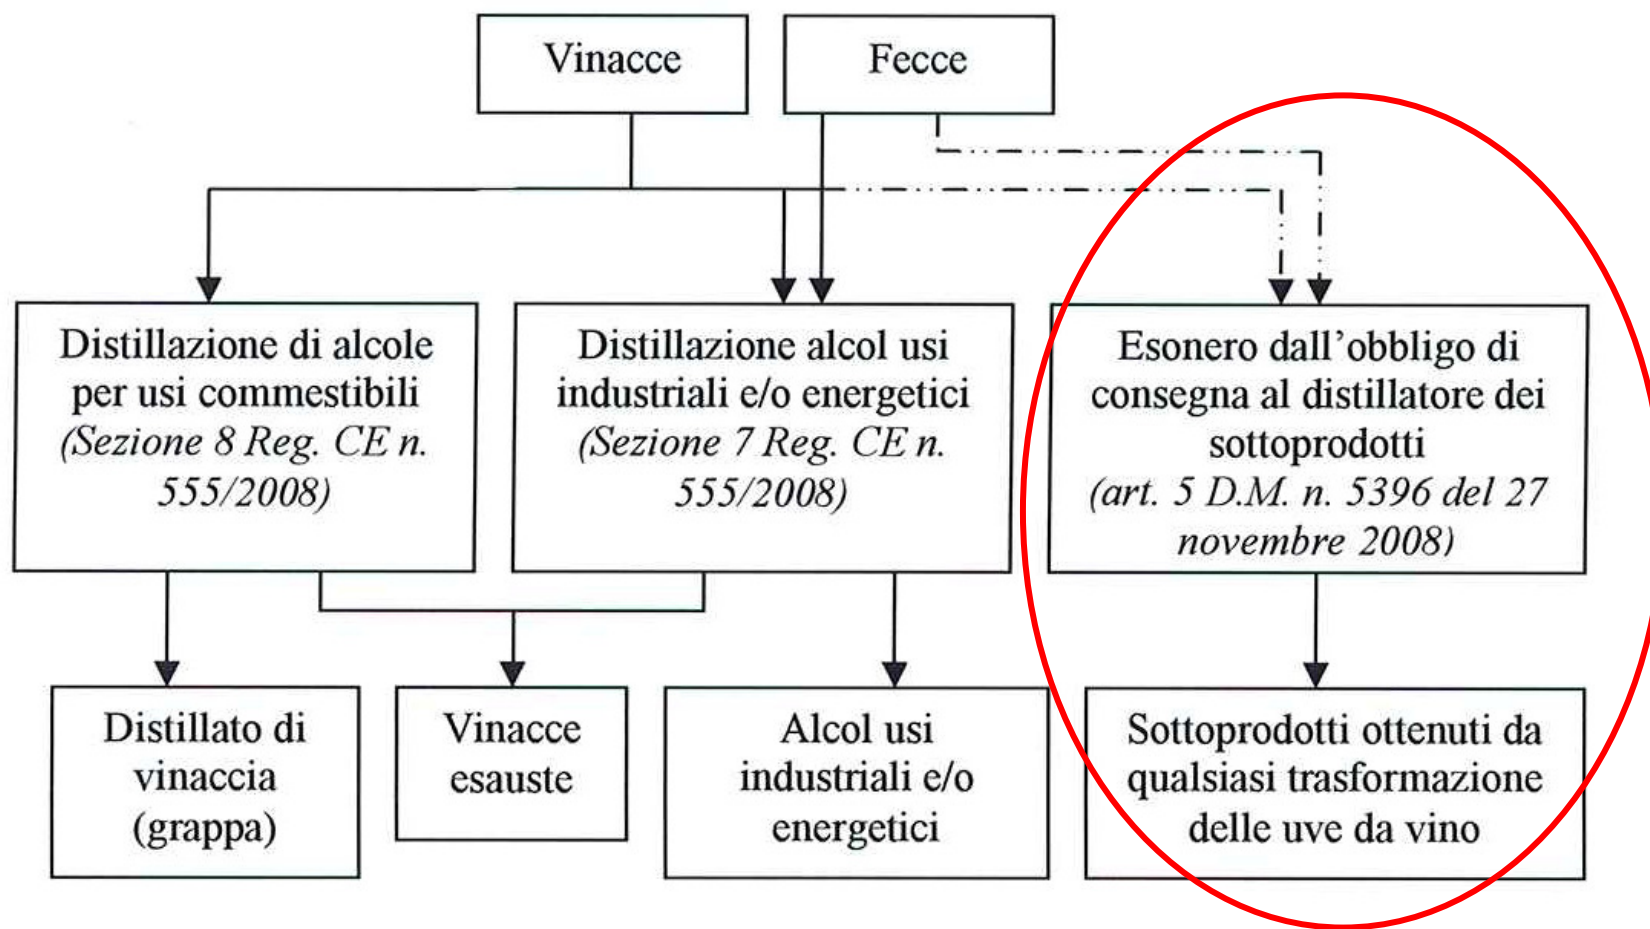 Vinacce
Fecce
Distillazione di alcole
per usi commestibili
(Sezione 8 Reg. CE n.
555/2008)
Distillazione alcol usi
industriali e/o energetici
(Sezione 7 Reg. CE n.
555/2008)
Esonero dall'obbligo di
consegna al distillatore dei
sottoprodotti
(art. 5 D.M. n. 5396 del 27
novembre 2008)
Distillato di
vinaccia
(grappa)
Vinacce
esauste
Alcol usi
industriali e/o
energetici
Sottoprodotti ottenuti da
qualsiasi trasformazione
delle uve da vino